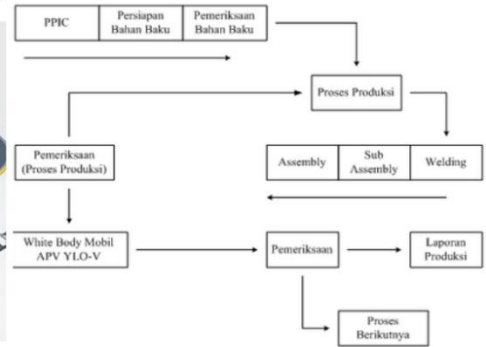 PPIC
Persiapan
Bahan Baku
Pemeriksaan
Bahan Baku
Proses Produksi
Pemeriksaan
(Proses Produksi)
Assembly
Sub
Assembly
Welding
White Body Mobil
APV YLO-V
Pemeriksaan
Laporan
Produksi
Proses
Berikutnya